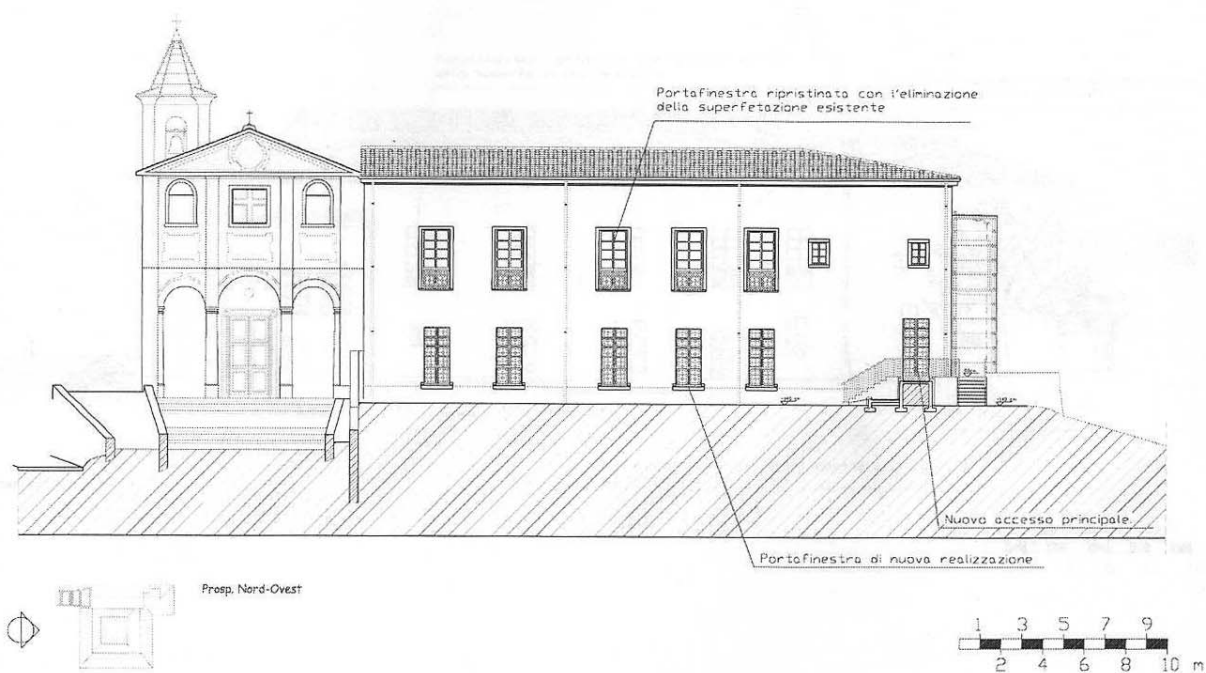 Portafinestra ripristinata con l'eliminazione
della superfetazione esistente
Nuovo accesso principale.
Portafinestra di nuova realizzazione
Prosp. Nord-Ovest
1 3 5 7 9
2 4 6 8 10 m